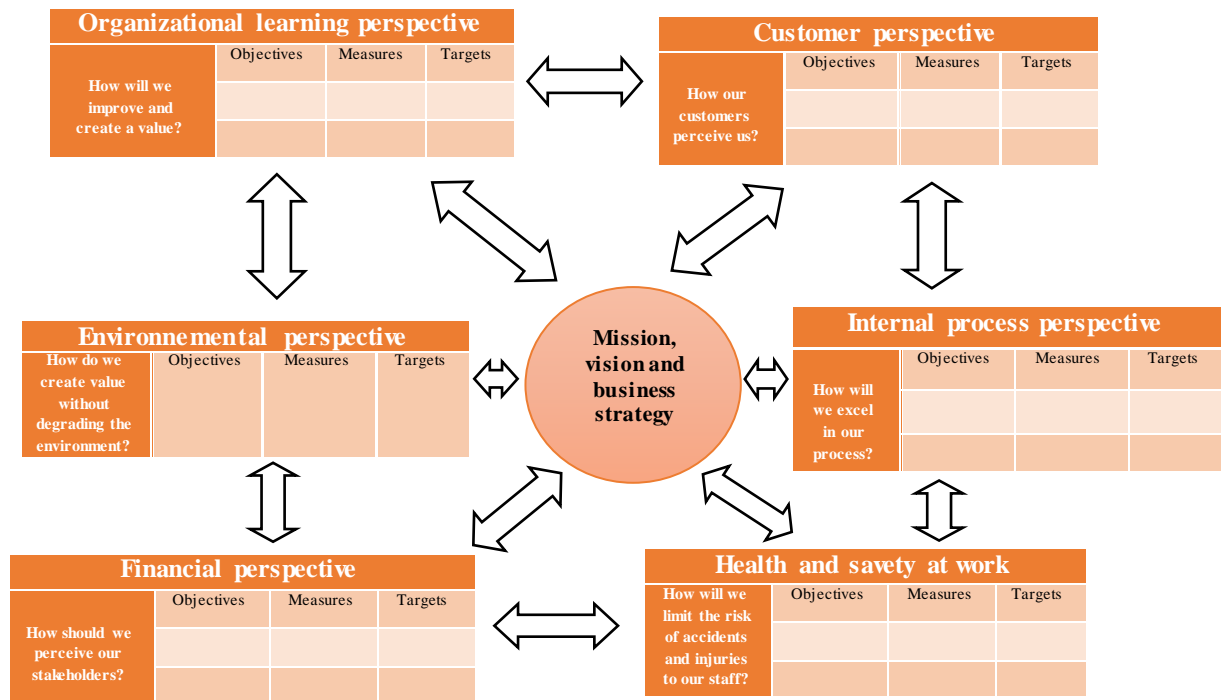 Organizational learning perspective
Objectives Measures Targets
How will we
improve and
create a value?
Customer perspective
Objectives Measures Targets
How our
customers
perceive us?
Environnemental perspective
How do we
create value
without
degrading the
environment?
Objectives Measures Targets
Mission,
vision and
business
strategy
Internal process perspective
Objectives Measures Targets
How will
we excel
in our
process?
Financial perspective
Objectives Measures Targets
How should we
perceive our
stakeholders?
Health and savety at work
How will we
limit the risk
of accidents
and injuries
to our staff?
Objectives Measures Targets